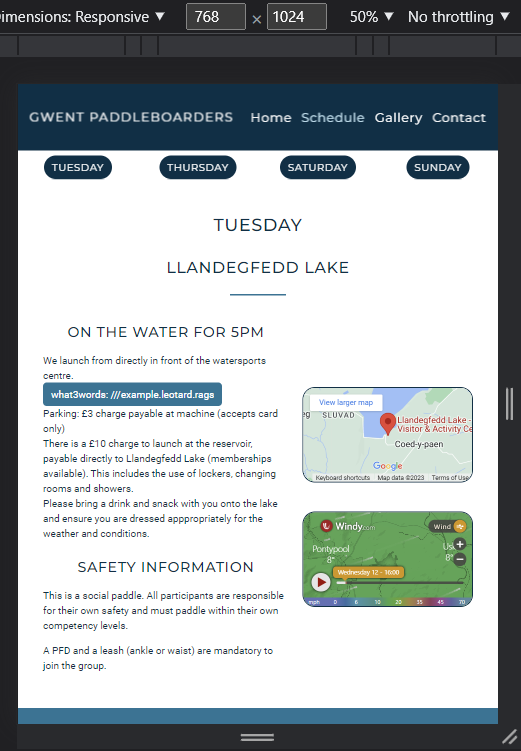 imensions: Responsive ▼ 768 × 1024 50% ▼ No throttling ▼
GWENT PADDLEBOARDERS Home Schedule Gallery Contact
TUESDAY THURSDAY SATURDAY SUNDAY
TUESDAY
LLANDEGFEDD LAKE
ON THE WATER FOR 5PM
We launch from directly in front of the watersports
centre.
what3words: ///example.leotard.rags
Parking: £3 charge payable at machine (accepts card
only)
There is a £10 charge to launch at the reservoir,
payable directly to Llandegfedd Lake (memberships
available). This includes the use of lockers, changing
rooms and showers.
Please bring a drink and snack with you onto the lake
and ensure you are dressed apppropriately for the
weather and conditions.
SAFETY INFORMATION
This is a social paddle. All participants are responsible
for their own safety and must paddle within their own
competency levels.
A PFD and a leash (ankle or waist) are mandatory to
join the group.
View larger map
eg SLUVAD
Llandegfedd Lake -
Visitor & Activity Ce
Coed-y-paen
Google
Keyboard shortcuts Map data ©2023 Terms of Use
Windy.com Wind
Pontypool Us
8° 8°
Wednesday 12 - 16:00
mph 0 6 10 20 35 45 70